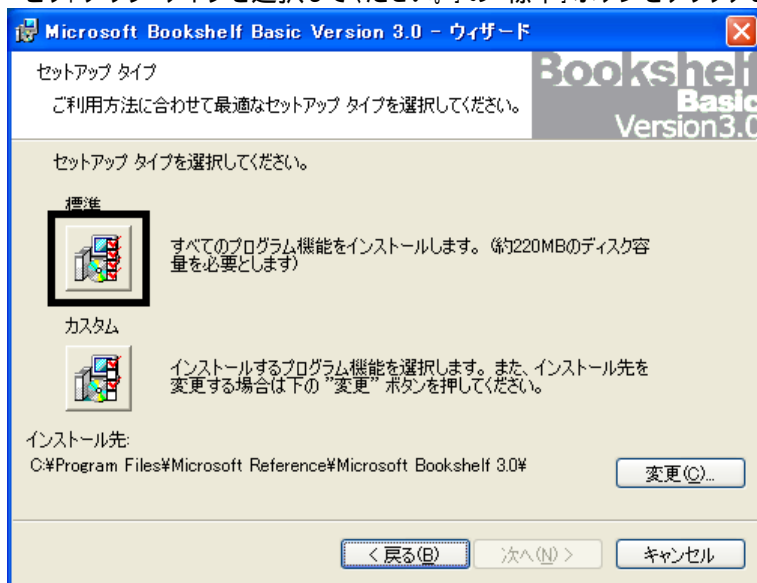 Microsoft Bookshelf Basic Version 3.0 - ウィザード
セットアップ タイプ
ご利用方法に合わせて最適なセットアップ タイプを選択してください。
Bookshelf
Basic
Version3.0
セットアップ タイプを選択してください。
標準
すべてのプログラム機能をインストールします。 (約220MBのディスク容
量を必要とします)
カスタム
インストールするプログラム機能を選択します。また、インストール先を
変更する場合は下の "変更" ボタンを押してください。
インストール先:
C:¥Program Files¥Microsoft Reference¥Microsoft Bookshelf 3.0¥
変更(C)...
< 戻る(B)
次へ(N) >
キャンセル